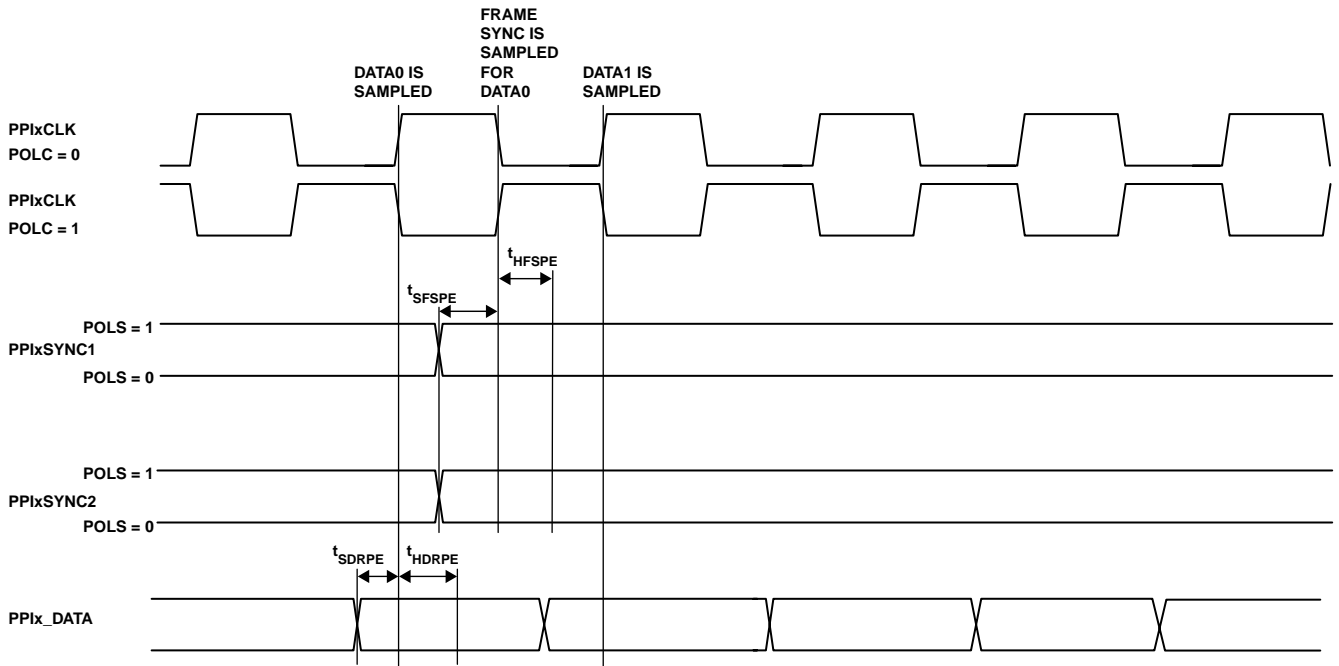 FRAME
SYNC IS
SAMPLED
FOR
DATA0
DATA0 IS
SAMPLED
DATA1 IS
SAMPLED
PPIxCLK
POLC = 0
PPIxCLK
POLC = 1
tHFSPE
tSFSPE
POLS = 1
PPIxSYNC1
POLS = 0
POLS = 1
PPIxSYNC2
POLS = 0
tSDRPE
tHDRPE
PPIx_DATA